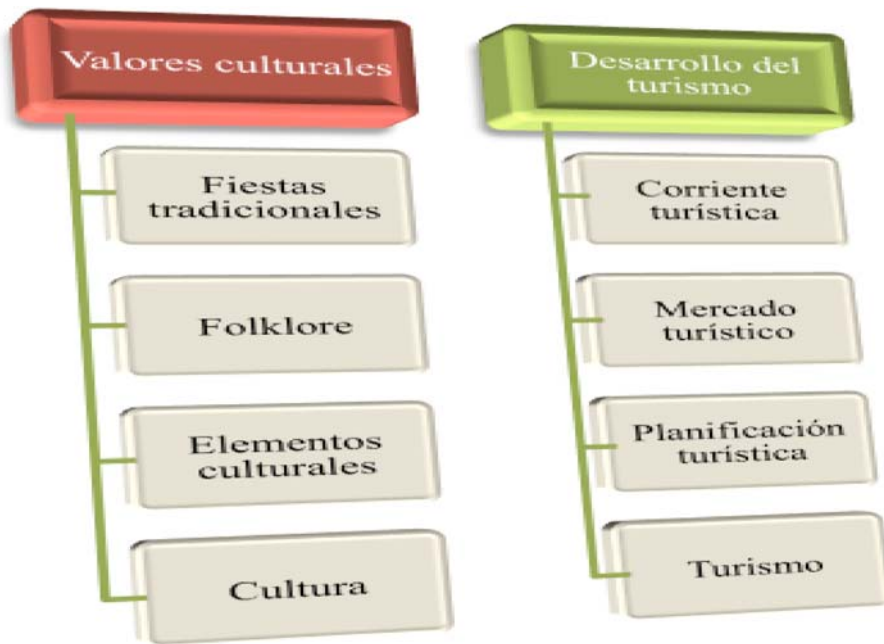 Valores culturales
Fiestas
tradicionales
Folklore
Elementos
culturales
Cultura
Desarrollo del
turismo
Corriente
turística
Mercado
turístico
Planificación
turística
Turismo